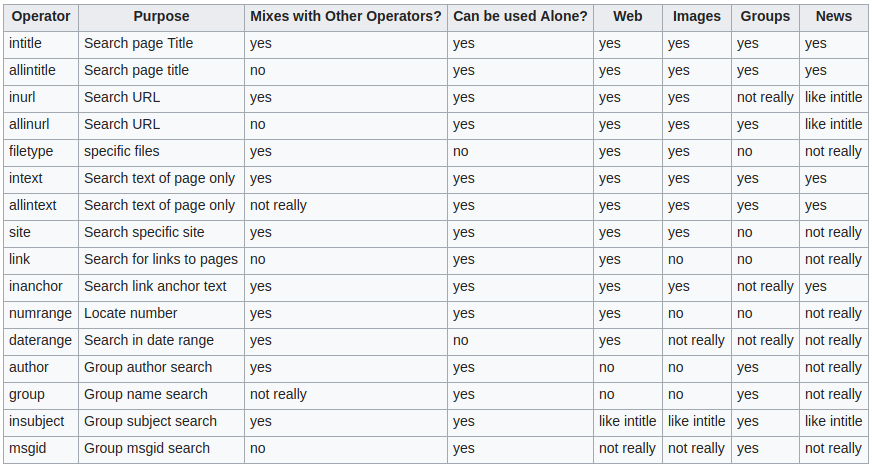 Operator Purpose Mixes with Other Operators? Can be used Alone? Web Images Groups News
intitle Search page Title yes yes yes yes yes yes
allintitle Search page title no yes yes yes yes yes
inurl Search URL yes yes yes yes not really like intitle
allinurl Search URL no yes yes yes yes like intitle
filetype specific files yes no yes yes no not really
intext Search text of page only yes yes yes yes yes yes
allintext Search text of page only not really yes yes yes yes yes
site Search specific site yes yes yes yes no not really
link Search for links to pages no yes yes no no not really
inanchor Search link anchor text yes yes yes yes not really yes
numrange Locate number yes yes yes no no not really
daterange Search in date range yes no yes not really not really not really
author Group author search yes yes no no yes not really
group Group name search not really yes no no yes not really
insubject Group subject search yes yes like intitle like intitle yes like intitle
msgid Group msgid search no yes not really not really yes not really